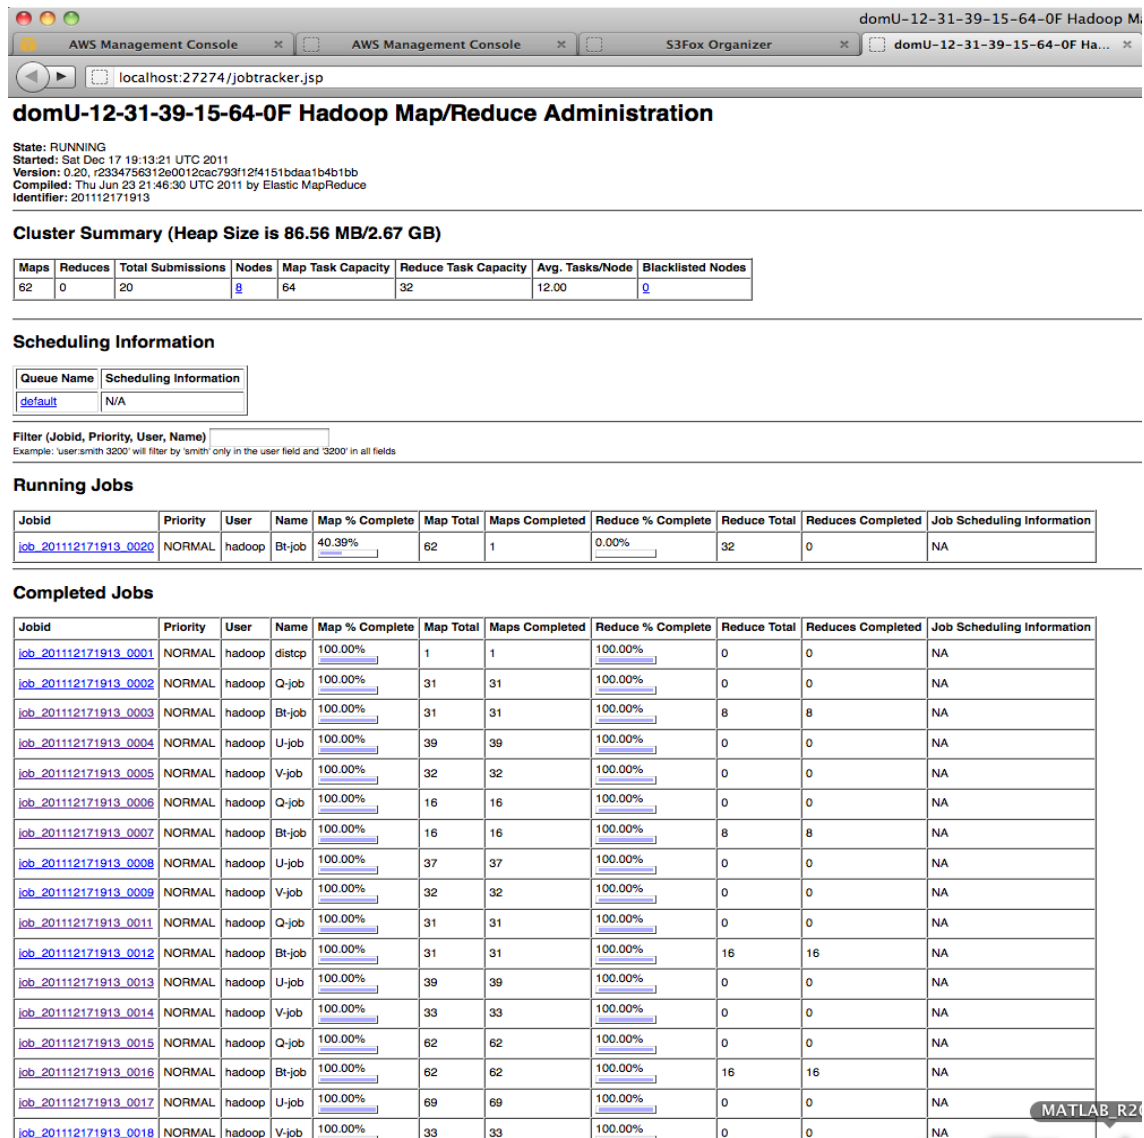 domU-12-31-39-15-64-0F Hadoop Ma
AWS Management Console × AWS Management Console × S3Fox Organizer × domU-12-31-39-15-64-0F Ha... ×
localhost:27274/jobtracker.jsp
domU-12-31-39-15-64-0F Hadoop Map/Reduce Administration
State: RUNNING
Started: Sat Dec 17 19:13:21 UTC 2011
Version: 0.20, r2334756312e0012cac793f12f4151bdaa1b4b1bb
Compiled: Thu Jun 23 21:46:30 UTC 2011 by Elastic MapReduce
Identifier: 201112171913
Cluster Summary (Heap Size is 86.56 MB/2.67 GB)
Maps Reduces Total Submissions Nodes Map Task Capacity Reduce Task Capacity Avg. Tasks/Node Blacklisted Nodes
62 0 20 8 64 32 12.00 0
Scheduling Information
Queue Name Scheduling Information
default N/A
Filter (Jobid, Priority, User, Name)
Example: 'user:smith 3200' will filter by 'smith' only in the user field and '3200' in all fields
Running Jobs
Jobid Priority User Name Map % Complete Map Total Maps Completed Reduce % Complete Reduce Total Reduces Completed Job Scheduling Information
job_201112171913_0020 NORMAL hadoop Bt-job 40.39% 62 1 0.00% 32 0 NA
Completed Jobs
Jobid Priority User Name Map % Complete Map Total Maps Completed Reduce % Complete Reduce Total Reduces Completed Job Scheduling Information
job_201112171913_0001 NORMAL hadoop distcp 100.00% 1 1 100.00% 0 0 NA
job_201112171913_0002 NORMAL hadoop Q-job 100.00% 31 31 100.00% 0 0 NA
job_201112171913_0003 NORMAL hadoop Bt-job 100.00% 31 31 100.00% 8 8 NA
job_201112171913_0004 NORMAL hadoop U-job 100.00% 39 39 100.00% 0 0 NA
job_201112171913_0005 NORMAL hadoop V-job 100.00% 32 32 100.00% 0 0 NA
job_201112171913_0006 NORMAL hadoop Q-job 100.00% 16 16 100.00% 0 0 NA
job_201112171913_0007 NORMAL hadoop Bt-job 100.00% 16 16 100.00% 8 8 NA
job_201112171913_0008 NORMAL hadoop U-job 100.00% 37 37 100.00% 0 0 NA
job_201112171913_0009 NORMAL hadoop V-job 100.00% 32 32 100.00% 0 0 NA
job_201112171913_0011 NORMAL hadoop Q-job 100.00% 31 31 100.00% 0 0 NA
job_201112171913_0012 NORMAL hadoop Bt-job 100.00% 31 31 100.00% 16 16 NA
job_201112171913_0013 NORMAL hadoop U-job 100.00% 39 39 100.00% 0 0 NA
job_201112171913_0014 NORMAL hadoop V-job 100.00% 33 33 100.00% 0 0 NA
job_201112171913_0015 NORMAL hadoop Q-job 100.00% 62 62 100.00% 0 0 NA
job_201112171913_0016 NORMAL hadoop Bt-job 100.00% 62 62 100.00% 16 16 NA
job_201112171913_0017 NORMAL hadoop U-job 100.00% 69 69 100.00% 0 0 NA
MATLAB_R20
job_201112171913_0018 NORMAL hadoop V-job 100.00% 33 33 100.00% 0 0 NA